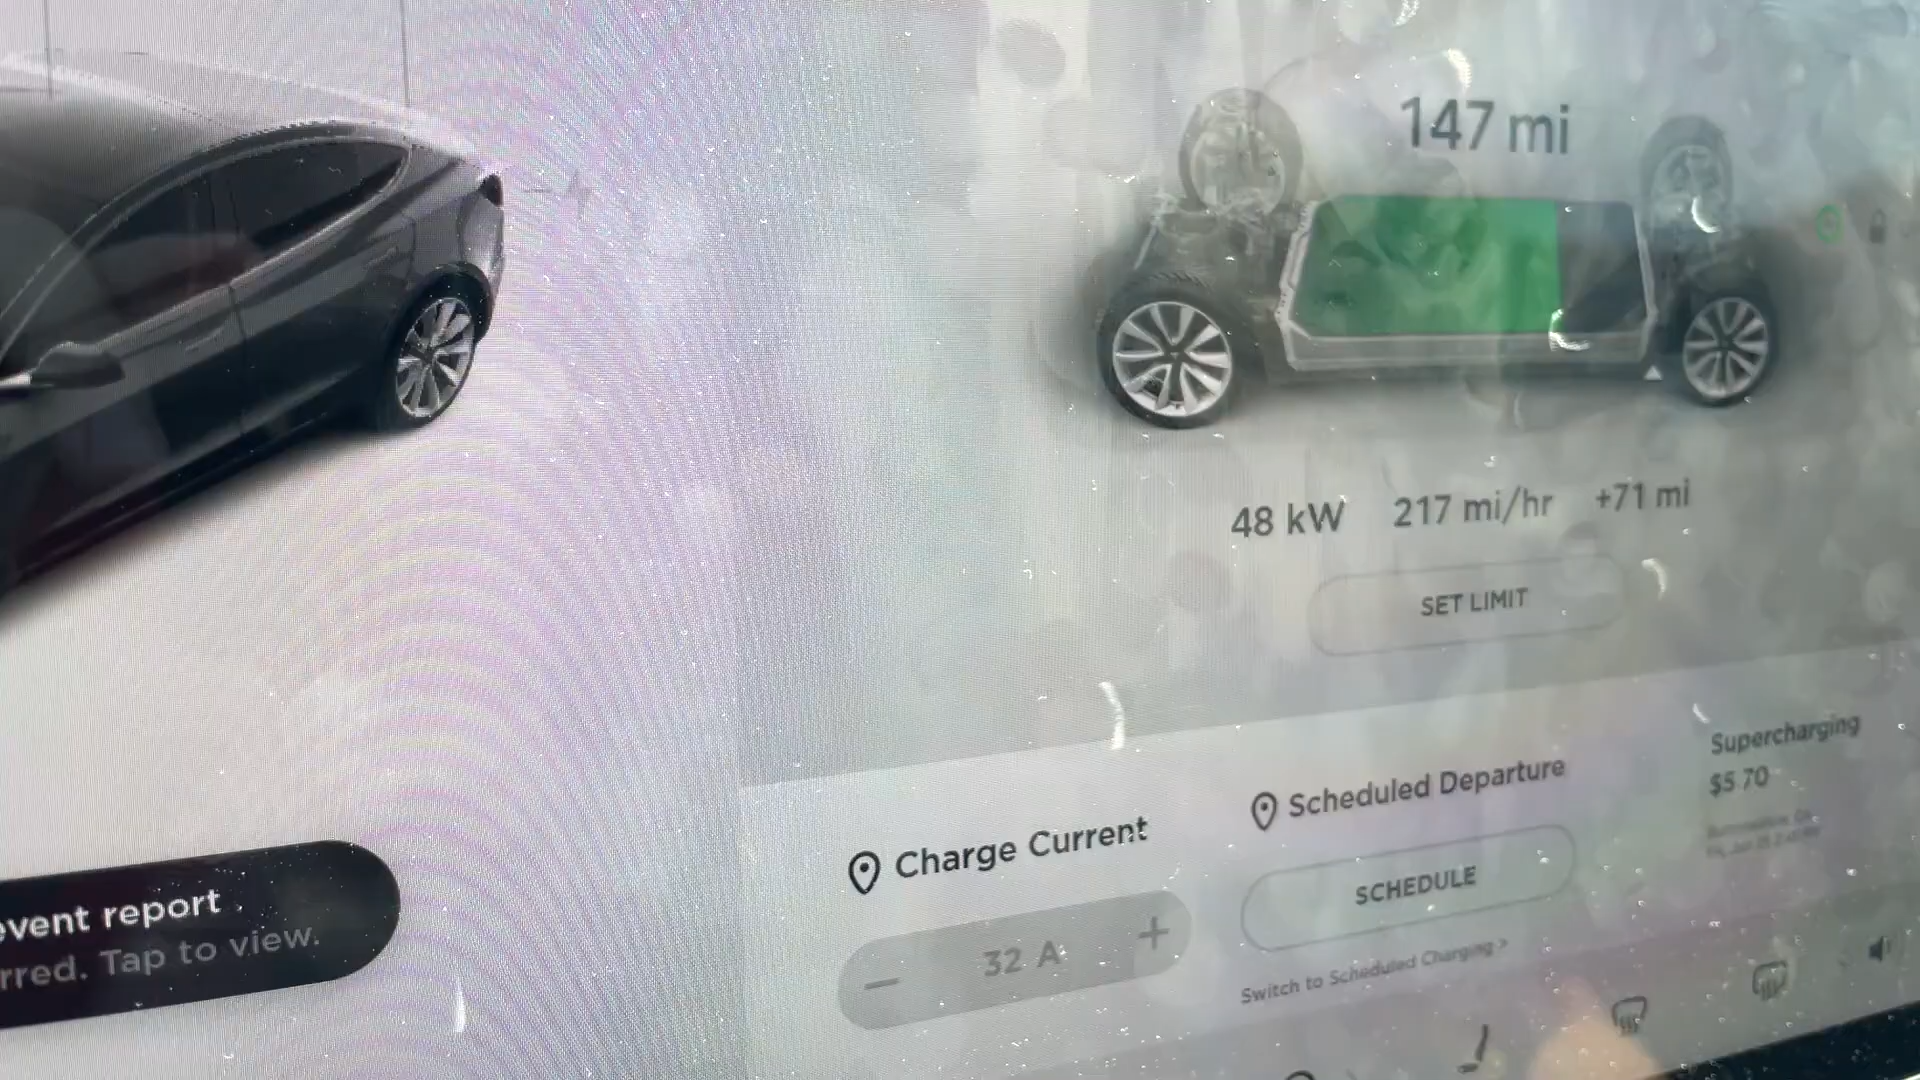 147 mi
48 kW 217 mi/hr +71 mi
SET LIMIT
Supercharging
$5.70
Scheduled Departure
SCHEDULE
Switch to Scheduled Charging >
Charge Current
32 A
event report
rred. Tap to view.